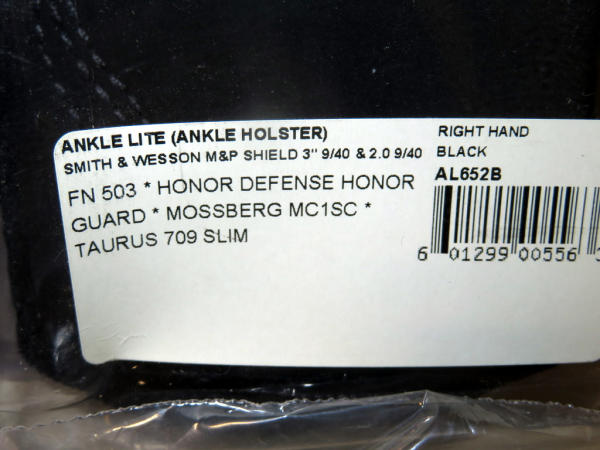 ANKLE LITE (ANKLE HOLSTER)
SMITH & WESSON M&P SHIELD 3" 9/40 & 2.0 9/40
FN 503 * HONOR DEFENSE HONOR
GUARD * MOSSBERG MC1SC *
TAURUS 709 SLIM
RIGHT HAND
BLACK
AL652B
6 01299 00556